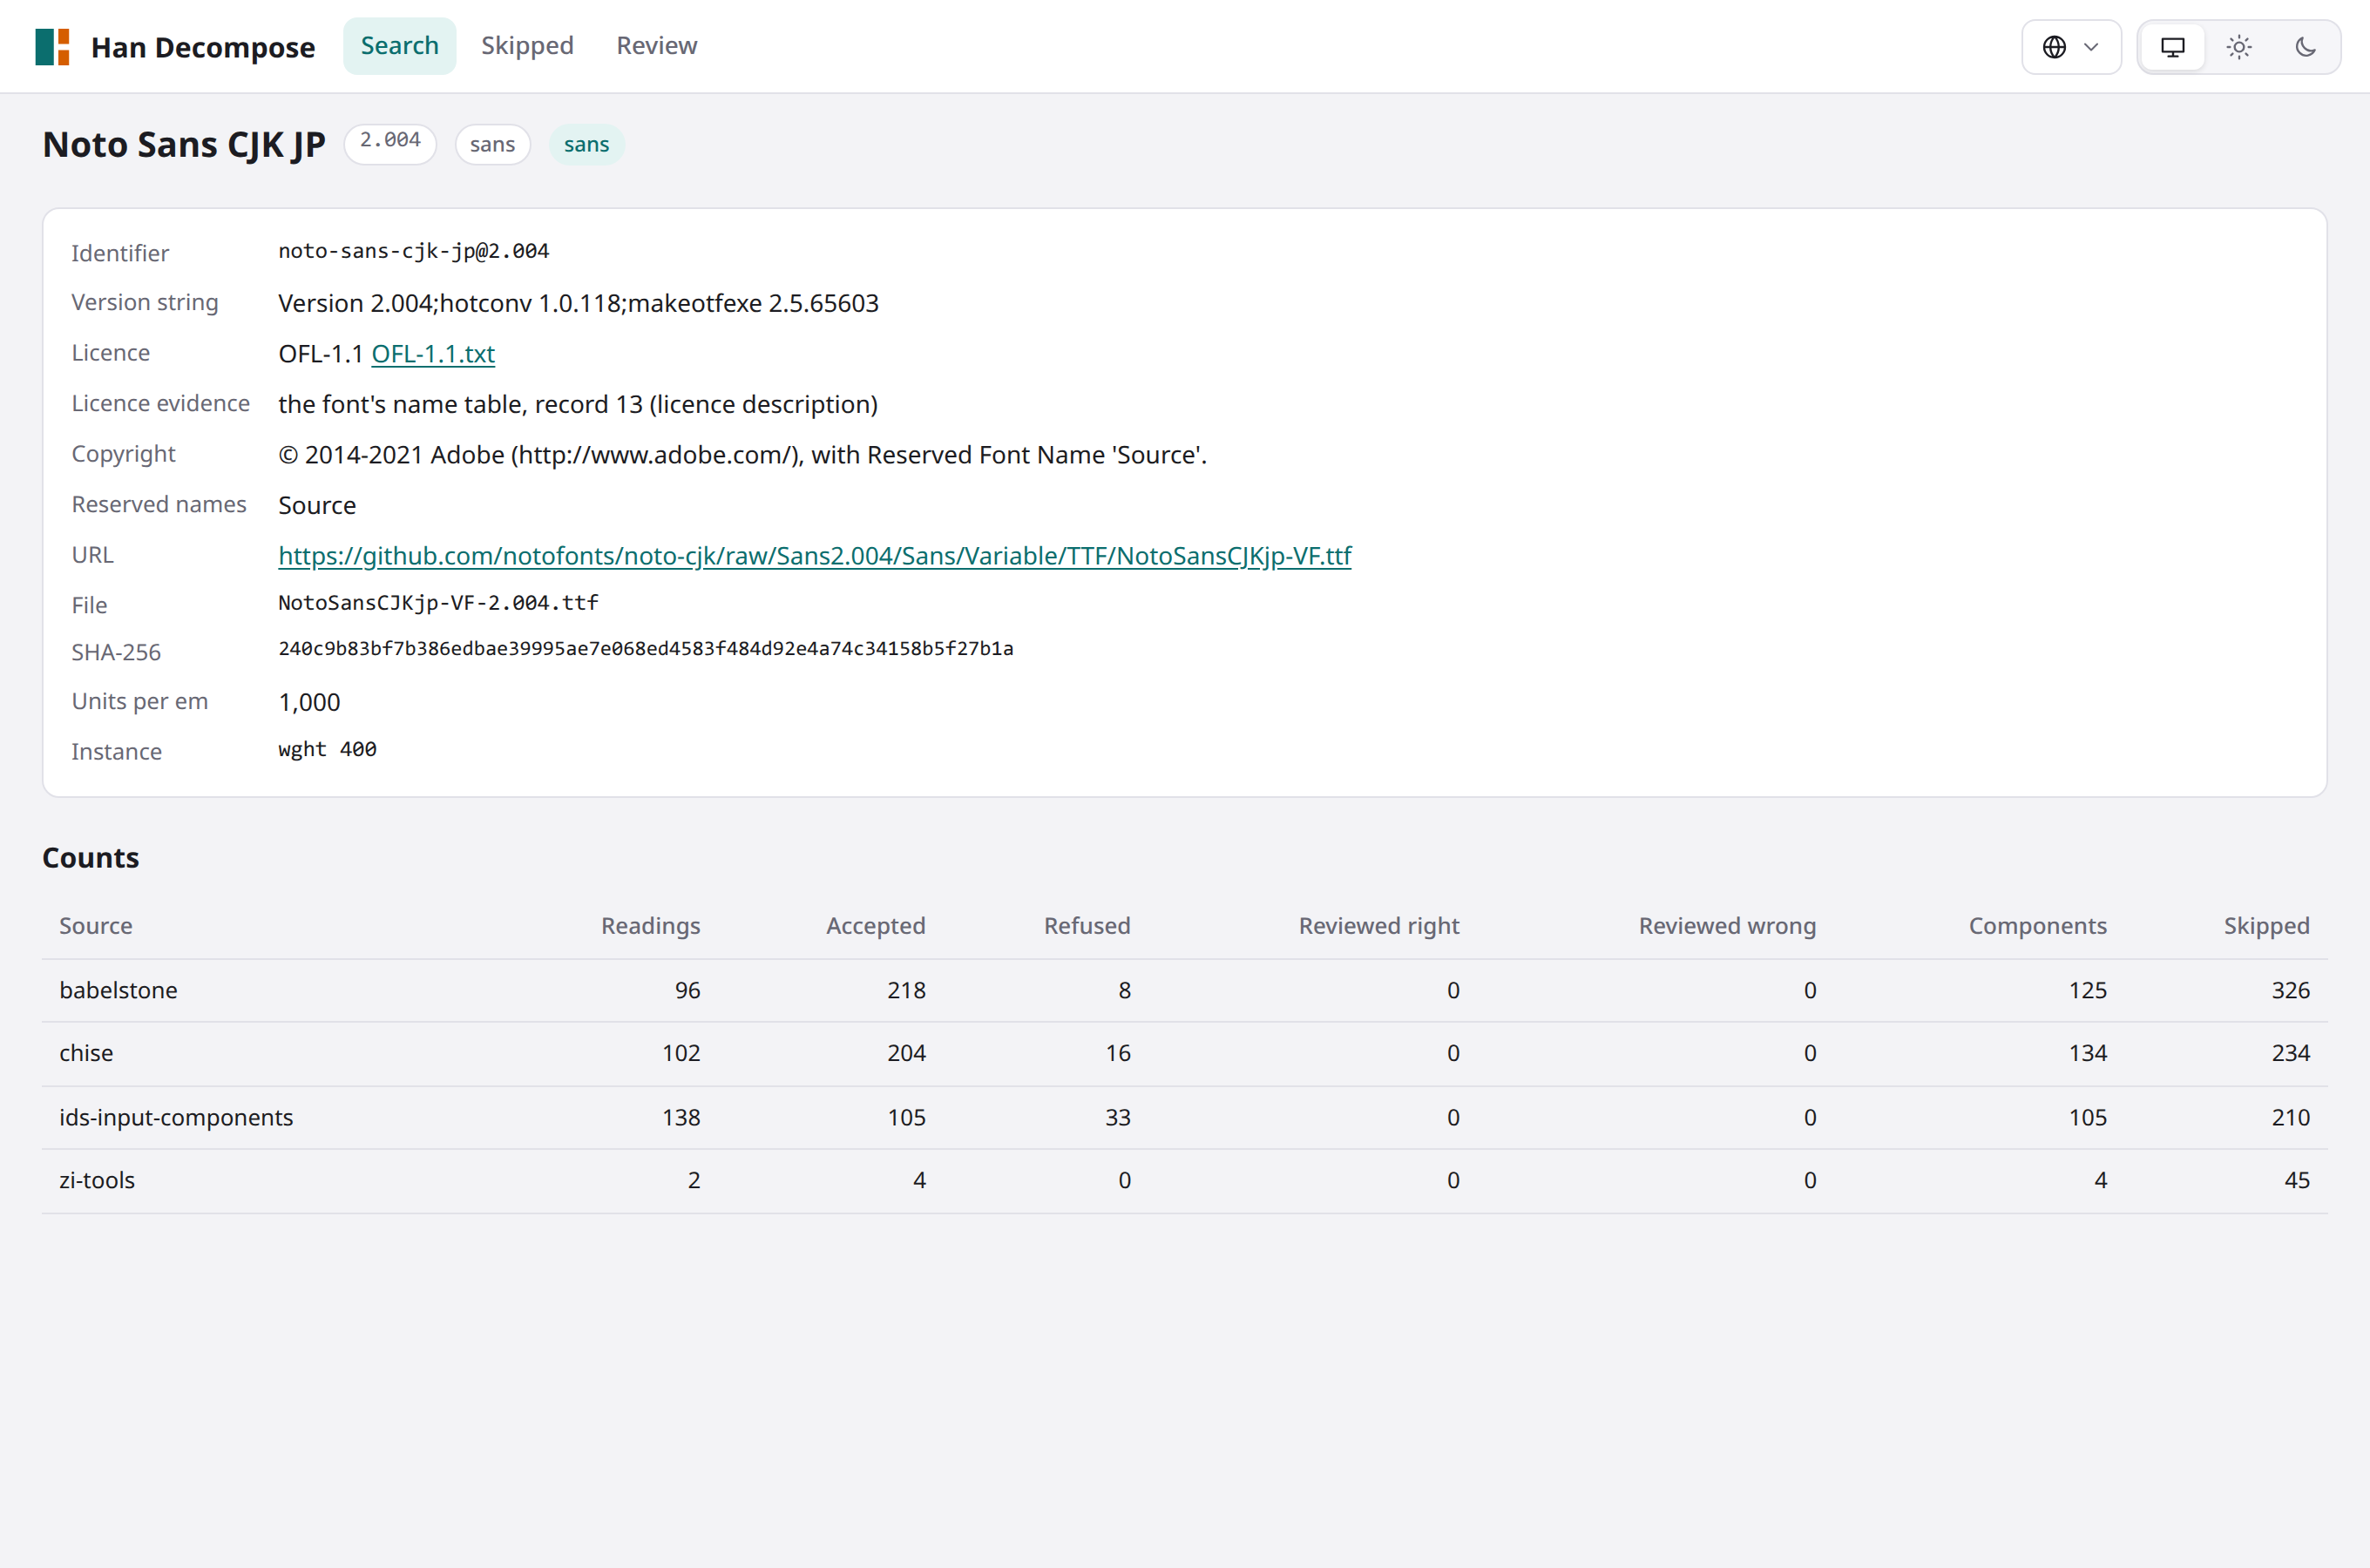 Han Decompose Search Skipped Review
Noto Sans CJK JP 2.004 sans sans
Identifier noto-sans-cjk-jp@2.004
Version string Version 2.004;hotconv 1.0.118;makeotfexe 2.5.65603
Licence OFL-1.1 OFL-1.1.txt
Licence evidence the font's name table, record 13 (licence description)
Copyright © 2014-2021 Adobe (http://www.adobe.com/), with Reserved Font Name 'Source'.
Reserved names Source
URL https://github.com/notofonts/noto-cjk/raw/Sans2.004/Sans/Variable/TTF/NotoSansCJKjp-VF.ttf
File NotoSansCJKjp-VF-2.004.ttf
SHA-256 240c9b83bf7b386edbae39995ae7e068ed4583f484d92e4a74c34158b5f27b1a
Units per em 1,000
Instance wght 400
Counts
Source Readings Accepted Refused Reviewed right Reviewed wrong Components Skipped
babelstone 96 218 8 0 0 125 326
chise 102 204 16 0 0 134 234
ids-input-components 138 105 33 0 0 105 210
zi-tools 2 4 0 0 0 4 45